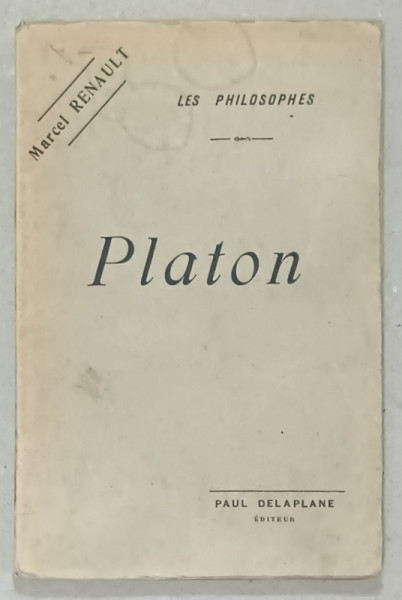 Marcel RENAULT
LES PHILOSOPHES
Platon
PAUL DELAPLANE
ÉDITEUR